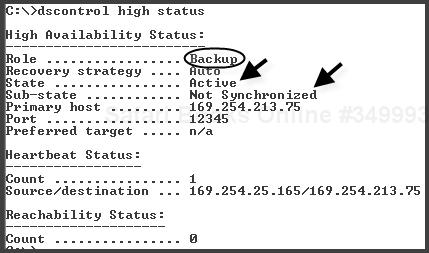 C:\>dscontrol high status
High Availability Status:
-------------------------
Role ................ Backup
Recovery strategy .... Auto
State ............... Active
Sub-state ........... Not Synchronized
Primary host ........ 169.254.213.75
Port ................ 12345
Preferred target .... n/a
Heartbeat Status:
-----------------
Count ............... 1
Source/destination ... 169.254.25.165/169.254.213.75
Reachability Status:
--------------------
Count ............... 0